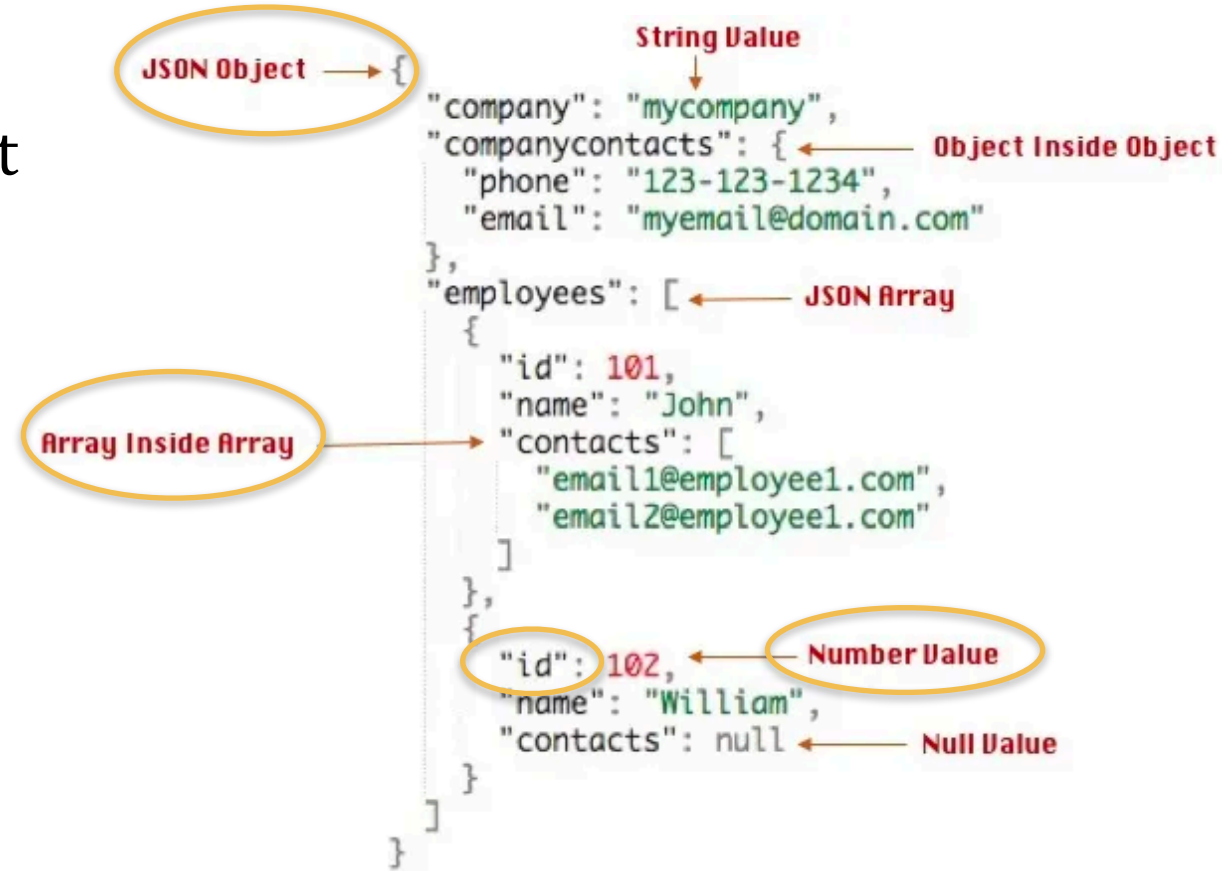 String Value
JSON Object {
"company": "mycompany",
t
"companycontacts": { Object Inside Object
"phone": "123-123-1234",
"email": "myemail@domain.com"
},
"employees": [ JSON Array
{
"id": 101,
"name": "John",
Array Inside Array "contacts": [
"email1@employee1.com",
"email2@employee1.com"
]
},
{
"id": 102, Number Value
"name": "William",
"contacts": null Null Value
}
]
}